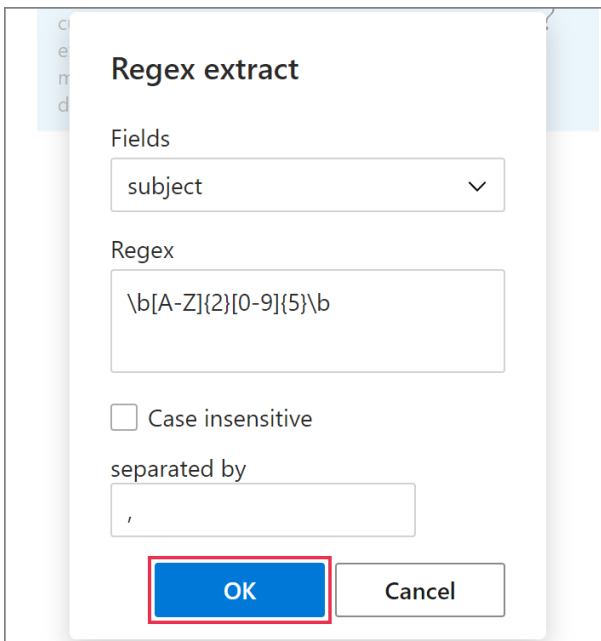 Regex extract
Fields
subject
Regex
\b[A-Z]{2}[0-9]{5}\b
Case insensitive
separated by
,
OK
Cancel